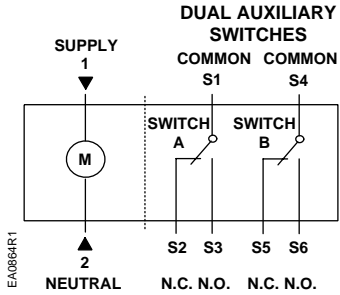 DUAL AUXILIARY
SWITCHES
SUPPLY
1
COMMON COMMON
S1 S4
SWITCH
A
SWITCH
B
M
2
NEUTRAL
S2 S3 S5 S6
N.C. N.O. N.C. N.O.
EA0864R1